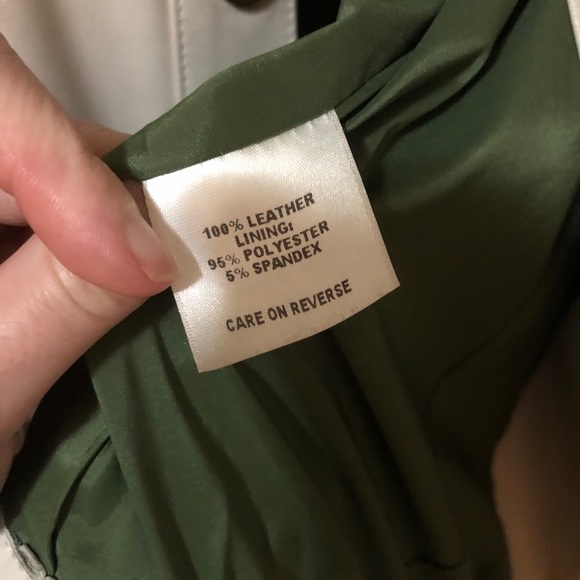 100% LEATHER
LINING:
95% POLYESTER
5% SPANDEX
CARE ON REVERSE